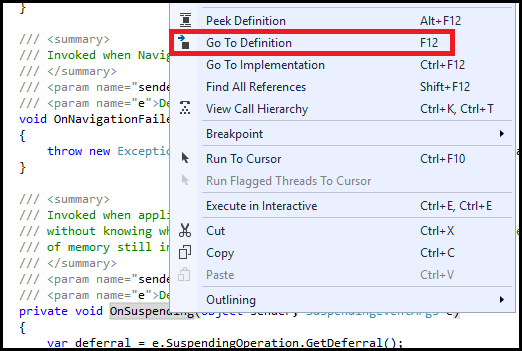 }
Peek Definition Alt+F12
/// <summary>
Go To Definition F12
/// Invoked when Navig
Go To Implementation Ctrl+F12
/// </summary>
Find All References Shift+F12
/// <param name="sende
View Call Hierarchy Ctrl+K, Ctrl+T
/// <param name="e">De
void OnNavigationFaile
Breakpoint
{
throw new Exception
Run To Cursor Ctrl+F10
}
Run Flagged Threads To Cursor
/// <summary>
Execute in Interactive Ctrl+E, Ctrl+E
/// Invoked when appli
Cut Ctrl+X
/// without knowing wh
Copy Ctrl+C
/// of memory still in
Paste Ctrl+V
/// </summary>
/// <param name="sende
Outlining
/// <param name="e">De
private void OnSuspending(object sender, SuspendingEventArgs e)
{
var deferral = e.SuspendingOperation.GetDeferral();